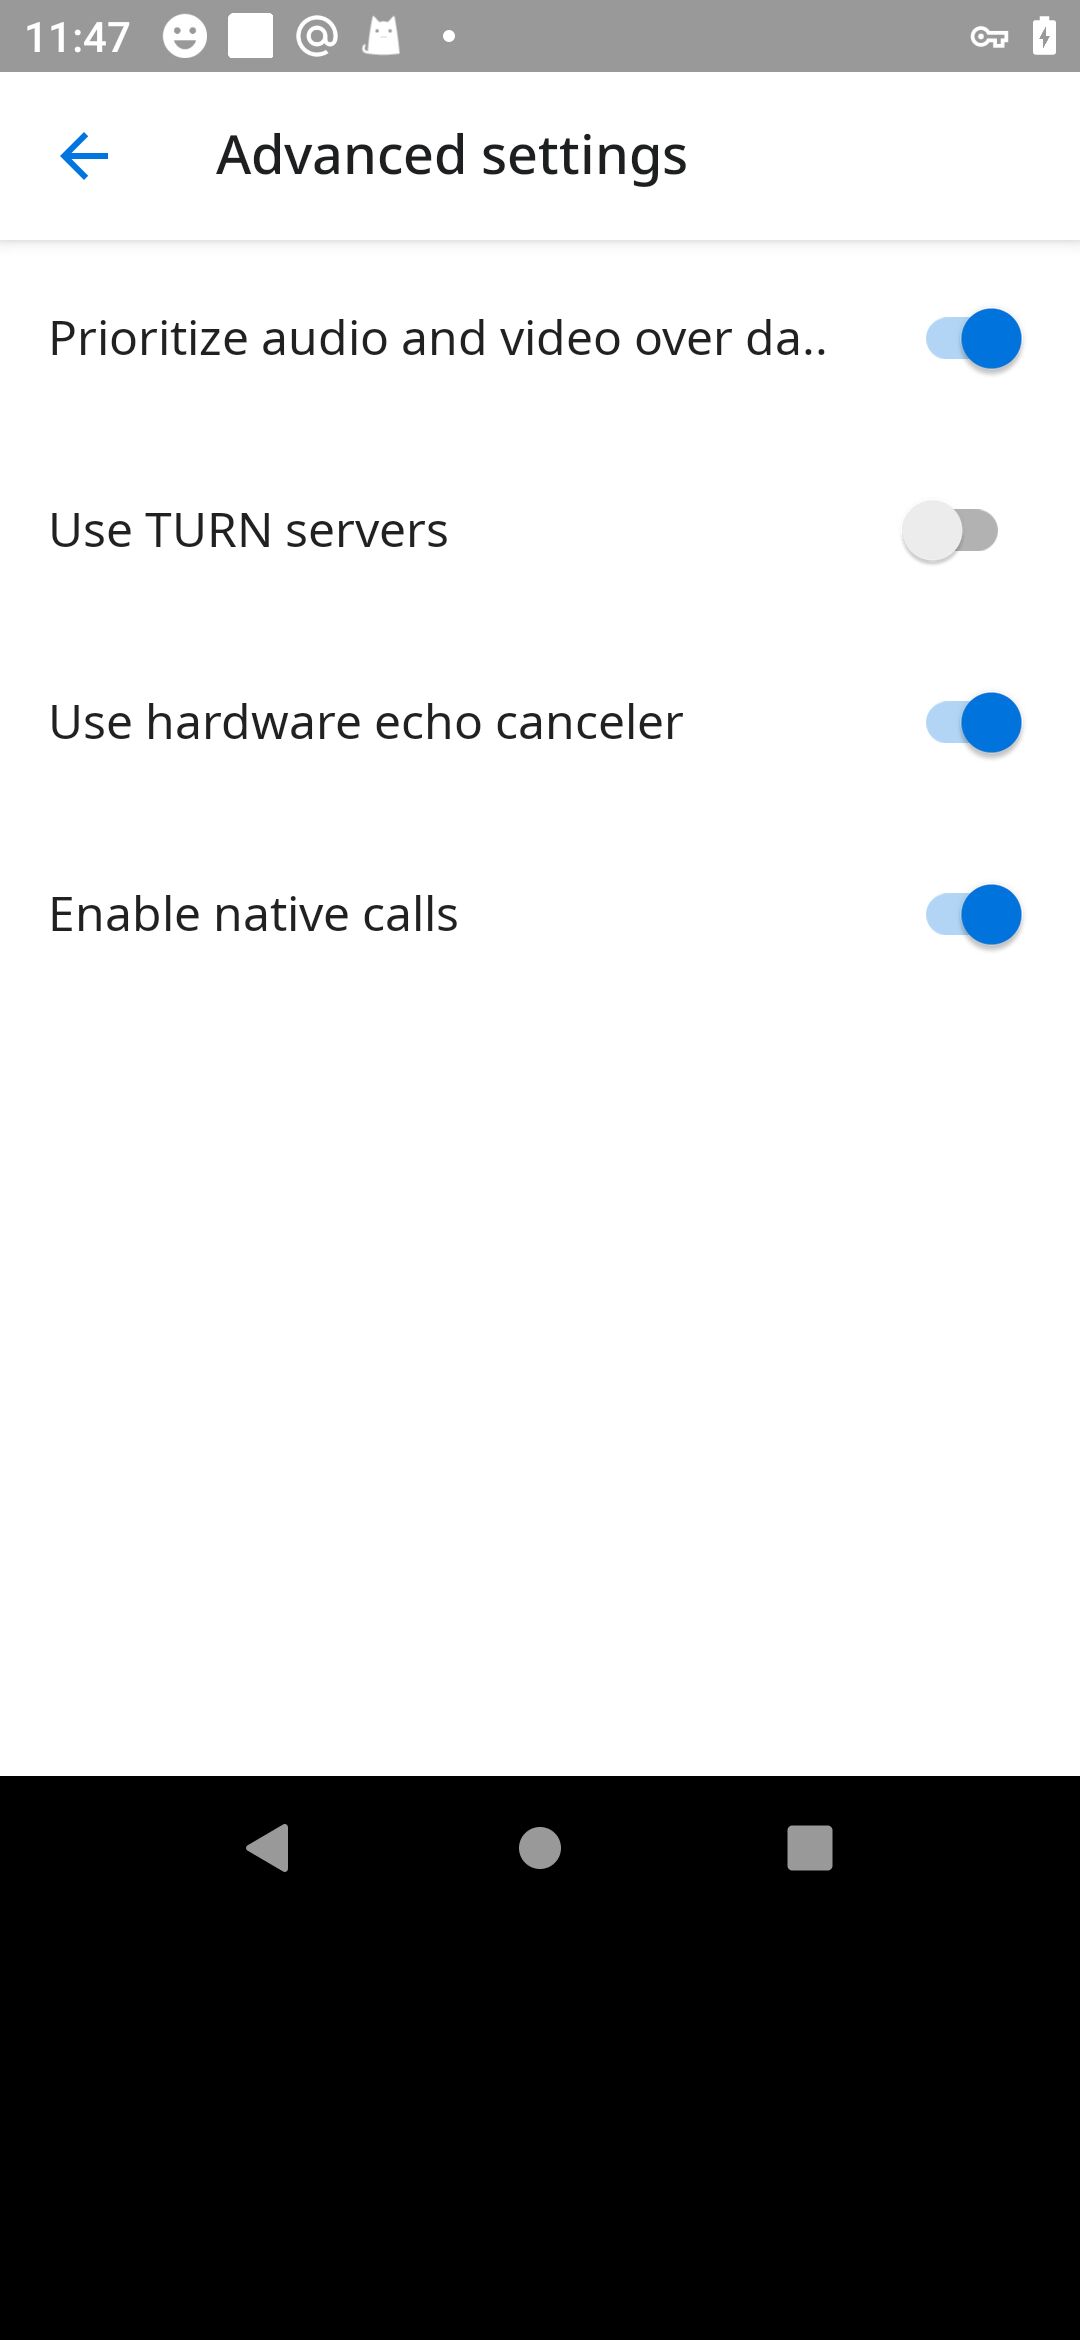 11:47
Advanced settings
Prioritize audio and video over da..
Use TURN servers
Use hardware echo canceler
Enable native calls